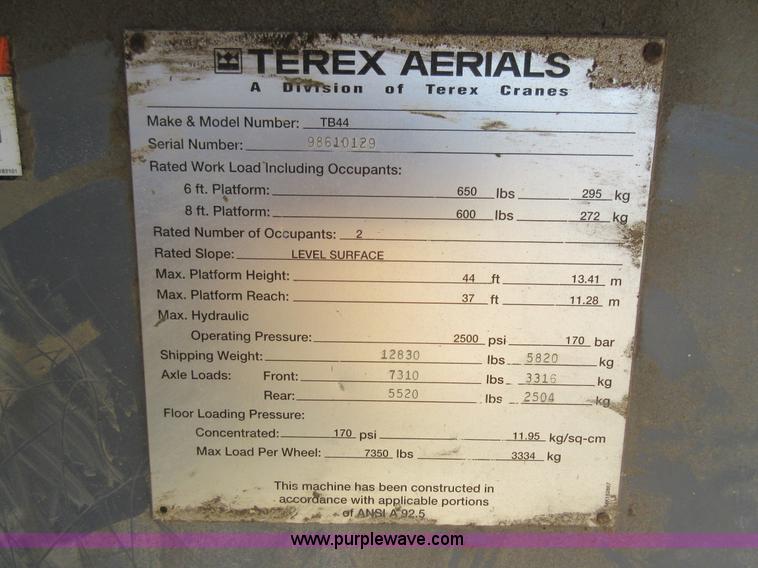 TEREX AERIALS
A Division of Terex Cranes
Make & Model Number: TB44
Serial Number: 98610129
Rated Work Load Including Occupants:
6 ft. Platform: 650 lbs 295 kg
8 ft. Platform: 600 lbs 272 kg
Rated Number of Occupants: 2
Rated Slope: LEVEL SURFACE
Max. Platform Height: 44 ft 13.41 m
Max. Platform Reach: 37 ft 11.28 m
Max. Hydraulic
Operating Pressure: 2500 psi 170 bar
Shipping Weight: 12830 lbs 5820 kg
Axle Loads: Front: 7310 lbs 3316 kg
Rear: 5520 lbs 2504 kg
Floor Loading Pressure:
Concentrated: 170 psi 11.95 kg/sq-cm
Max Load Per Wheel: 7350 lbs 3334 kg
This machine has been constructed in
accordance with applicable portions
of ANSI A 92.5
www.purplewave.com